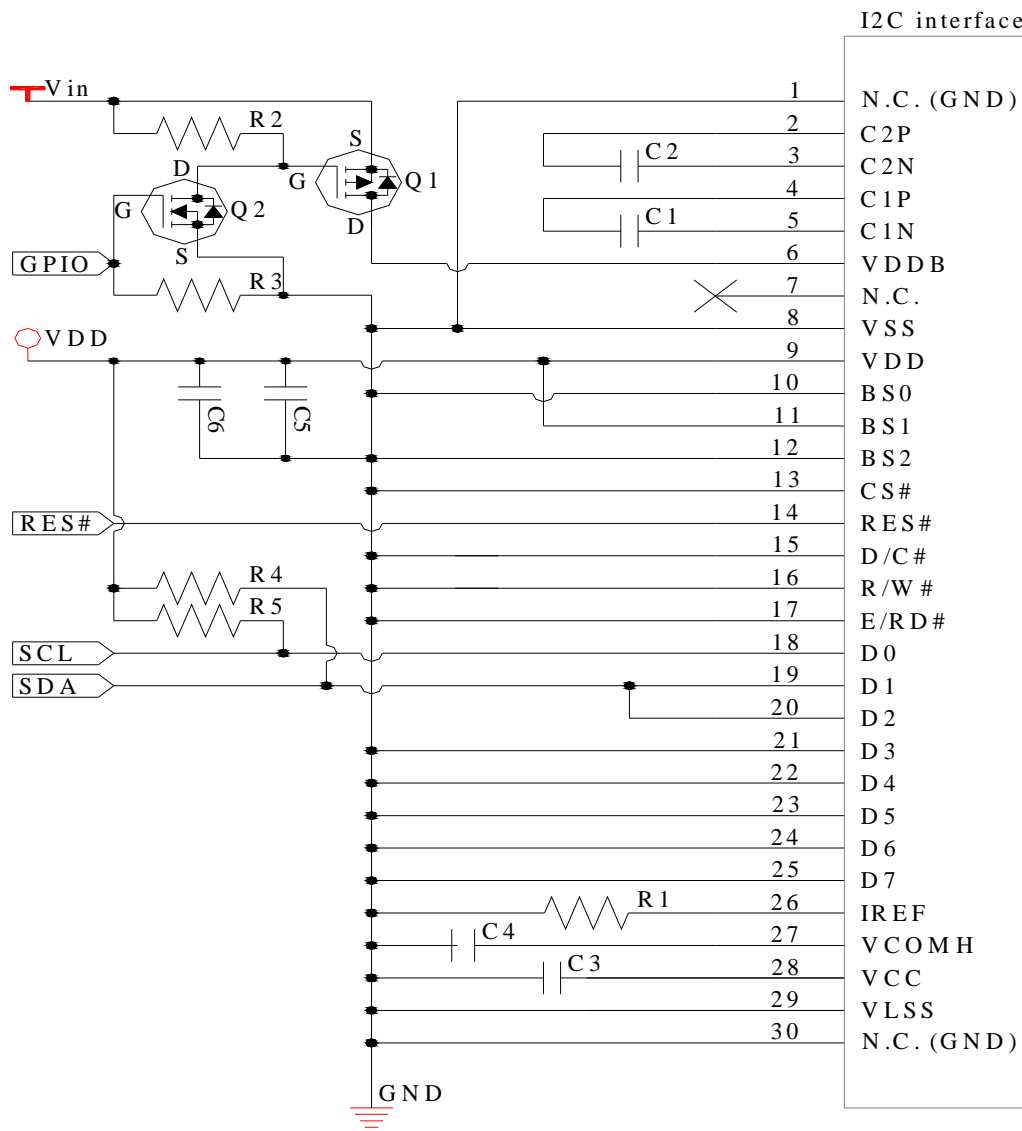 I2C interface
Vin
R2
S
G
Q1
D
D
G
Q2
S
GPIO
R3
VDD
C6
C5
RES#
R4
R5
SCL
SDA
C2
C1
R1
C4
C3
GND
1 N.C. (GND)
2 C2P
3 C2N
4 C1P
5 C1N
6 VDDB
7 N.C.
8 VSS
9 VDD
10 BS0
11 BS1
12 BS2
13 CS#
14 RES#
15 D/C#
16 R/W#
17 E/RD#
18 D0
19 D1
20 D2
21 D3
22 D4
23 D5
24 D6
25 D7
26 IREF
27 VCOMH
28 VCC
29 VLSS
30 N.C. (GND)